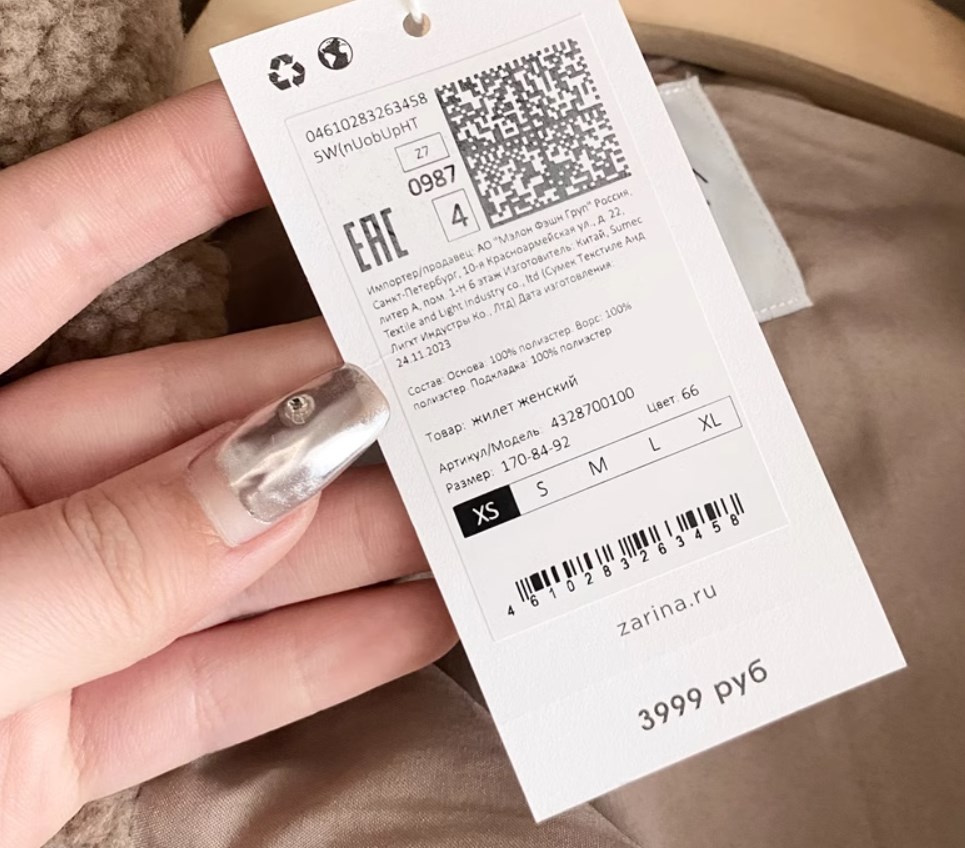 04610283263458
5W(nUobUpHT
Z7
0987
4
EAC
Импортер/продавец: АО "Мэлон Фэшн Груп" Россия,
Санкт-Петербург, 10-я Красноармейская ул., д. 22,
литер А, пом. 1-Н 6 этаж Изготовитель: Китай, Sumec
Textile and Light Industry co., ltd (Сумек Текстиле Анд
Лигхт Индустры Ко., Лтд) Дата изготовления:
24.11.2023
Состав: Основа: 100% полиэстер. Ворс: 100%
полиэстер. Подкладка: 100% полиэстер
Товар: жилет женский
Артикул/Модель: 4328700100 Цвет: 66
Размер: 170-84-92
XS S M L XL
4610283263458
zarina.ru
3999 руб